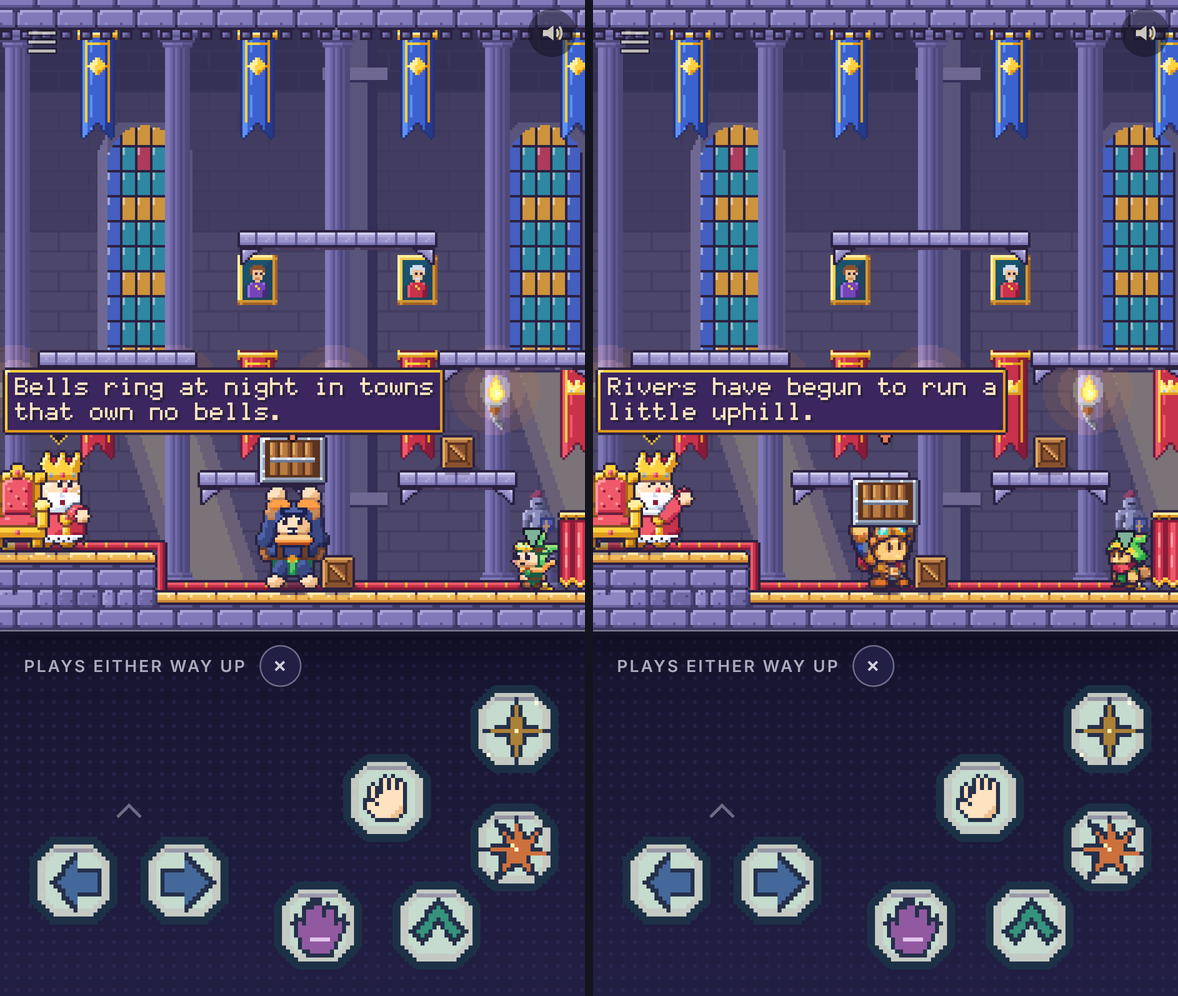 Bells ring at night in towns
that own no bells.
PLAYS EITHER WAY UP
Rivers have begun to run a
little uphill.
PLAYS EITHER WAY UP